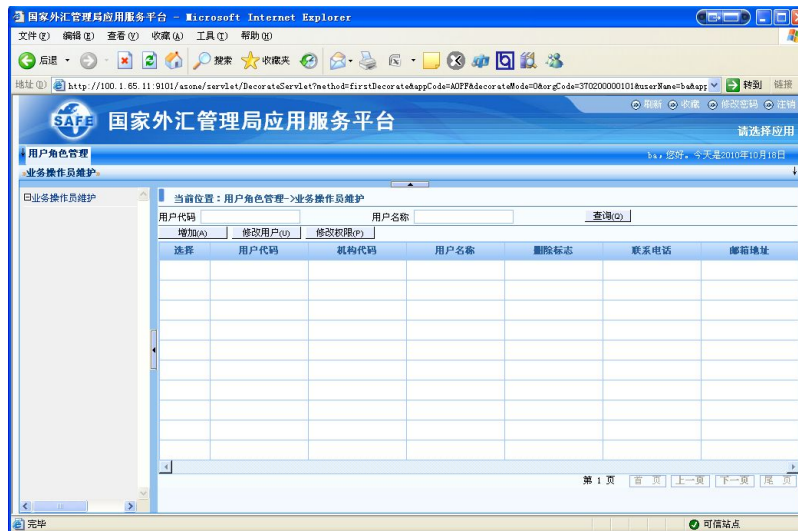 国家外汇管理局应用服务平台 - Microsoft Internet Explorer
文件(F) 编辑(E) 查看(V) 收藏(A) 工具(T) 帮助(H)
后退 搜索 收藏夹
地址(D) http://100.1.65.11:9101/asone/servlet/DecorateServlet?method=firstDecorate&appCode=AOPF&decorateMode=0&orgCode=370200000101&userName=ba&app 转到 链接
刷新 收藏 修改密码 注销
SAFE 国家外汇管理局应用服务平台
请选择应用
用户角色管理 ba，您好。今天是2010年10月18日
业务操作员维护
业务操作员维护
当前位置：用户角色管理->业务操作员维护
用户代码 用户名称 查询(Q)
增加(A) 修改用户(U) 修改权限(P)
选择 用户代码 机构代码 用户名称 删除标志 联系电话 邮箱地址
第 1 页 首 页 上一页 下一页 尾 页
完毕 可信站点